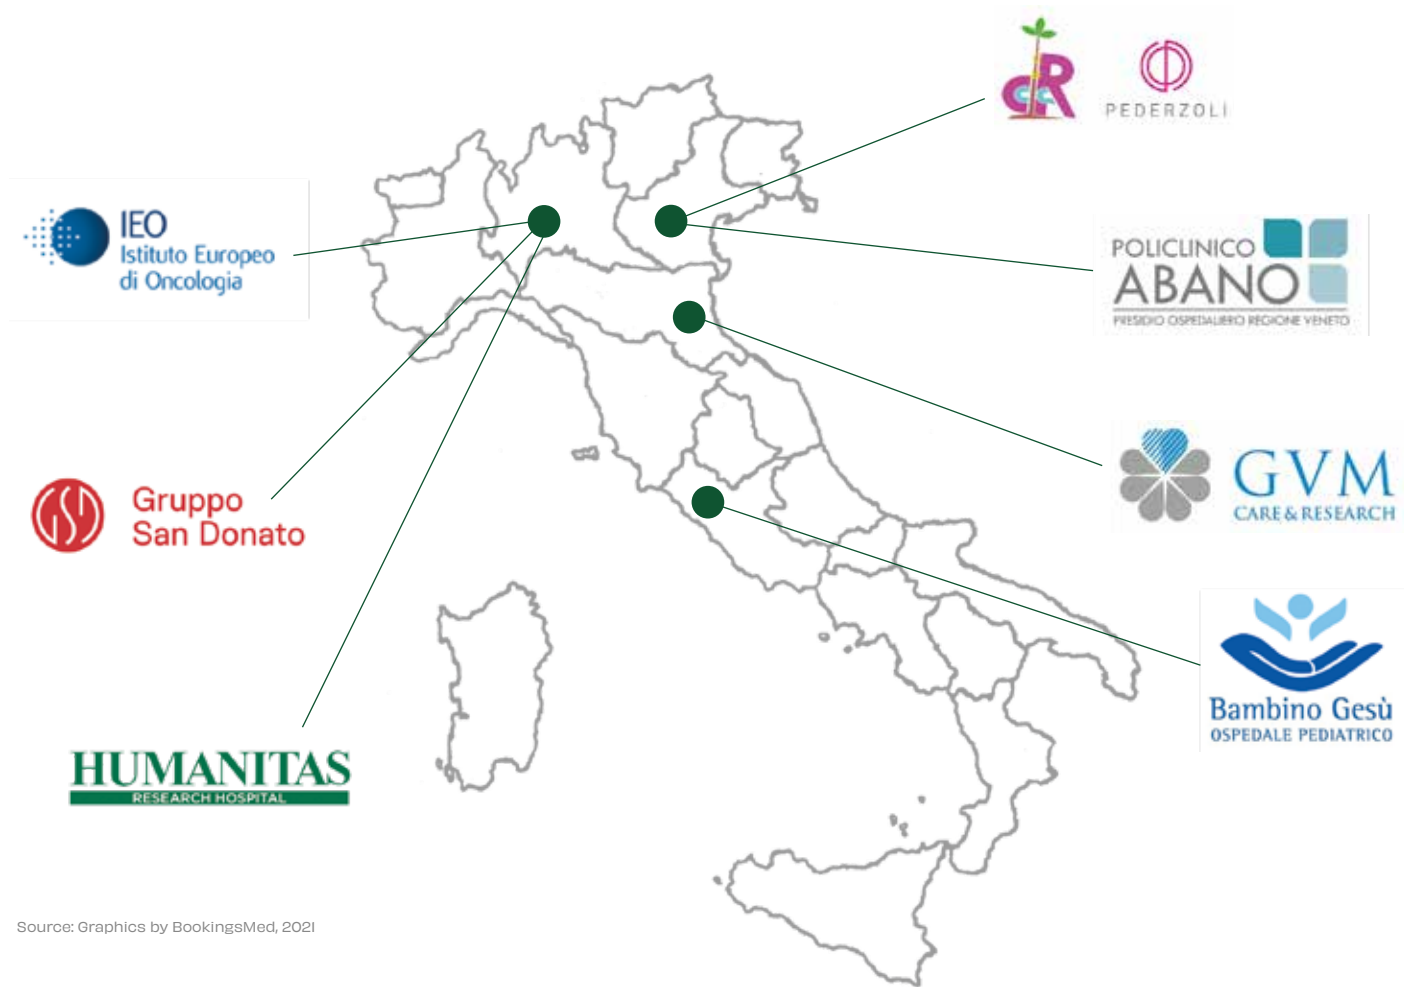 PEDERZOLI
IEO
Istituto Europeo
di Oncologia
POLICLINICO
ABANO
PRESIDIO OSPEDALIERO REGIONE VENETO
GVM
CARE & RESEARCH
GSD
Gruppo
San Donato
Bambino Gesù
OSPEDALE PEDIATRICO
HUMANITAS
RESEARCH HOSPITAL
Source: Graphics by BookingsMed, 2021